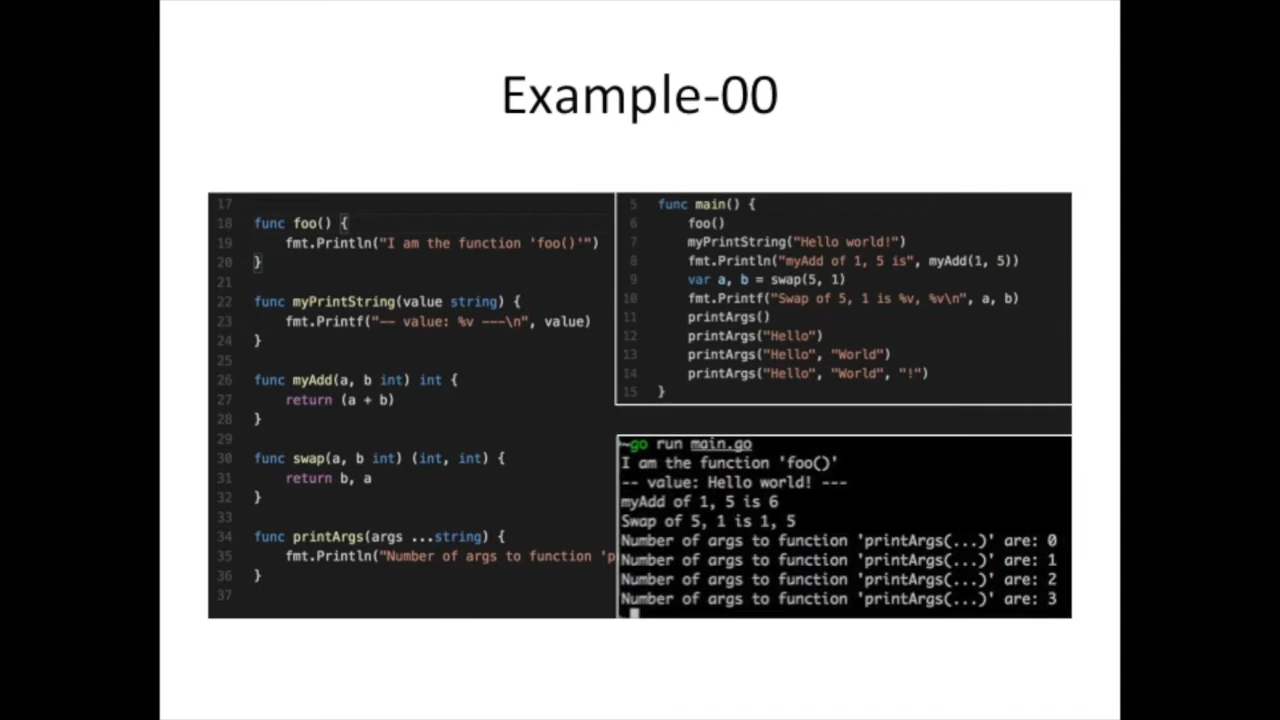 Example-00
17
18 func foo() {
19     fmt.Println("I am the function 'foo()'")
20 }
21
22 func myPrintString(value string) {
23     fmt.Printf("-- value: %v ---\n", value)
24 }
25
26 func myAdd(a, b int) int {
27     return (a + b)
28 }
29
30 func swap(a, b int) (int, int) {
31     return b, a
32 }
33
34 func printArgs(args ...string) {
35     fmt.Println("Number of args to function 'p
36 }
37
5 func main() {
6     foo()
7     myPrintString("Hello world!")
8     fmt.Println("myAdd of 1, 5 is", myAdd(1, 5))
9     var a, b = swap(5, 1)
10     fmt.Printf("Swap of 5, 1 is %v, %v\n", a, b)
11     printArgs()
12     printArgs("Hello")
13     printArgs("Hello", "World")
14     printArgs("Hello", "World", "!")
15 }
~go run main.go
I am the function 'foo()'
-- value: Hello world! ---
myAdd of 1, 5 is 6
Swap of 5, 1 is 1, 5
Number of args to function 'printArgs(...)' are: 0
Number of args to function 'printArgs(...)' are: 1
Number of args to function 'printArgs(...)' are: 2
Number of args to function 'printArgs(...)' are: 3